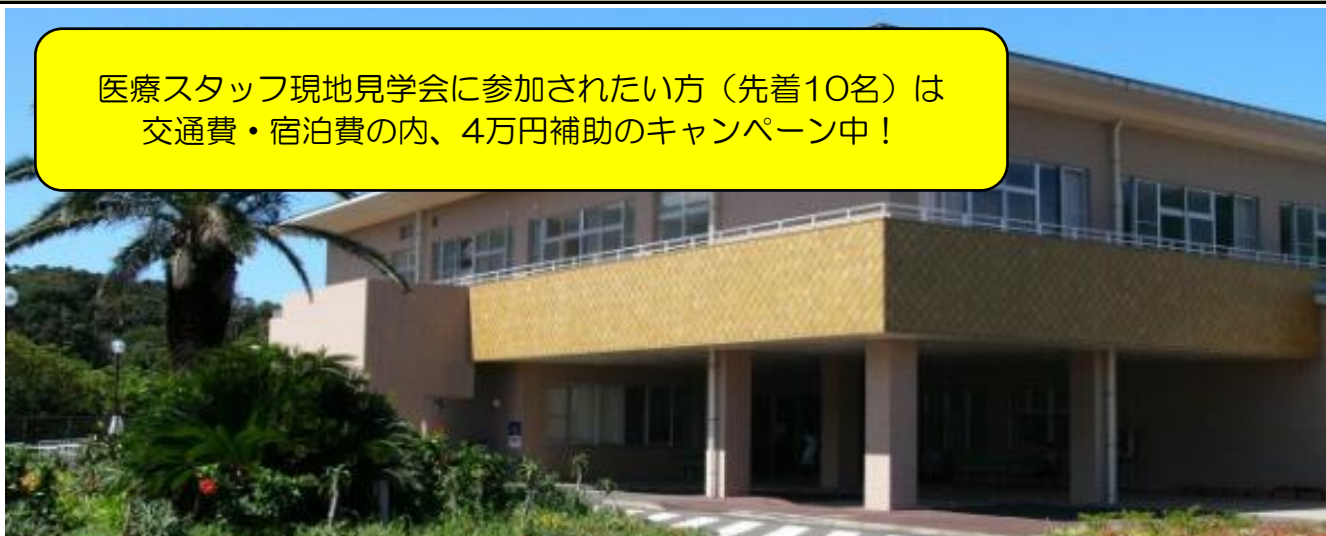 医療スタッフ現地見学会に参加されたい方（先着10名）は
交通費・宿泊費の内、4万円補助のキャンペーン中！